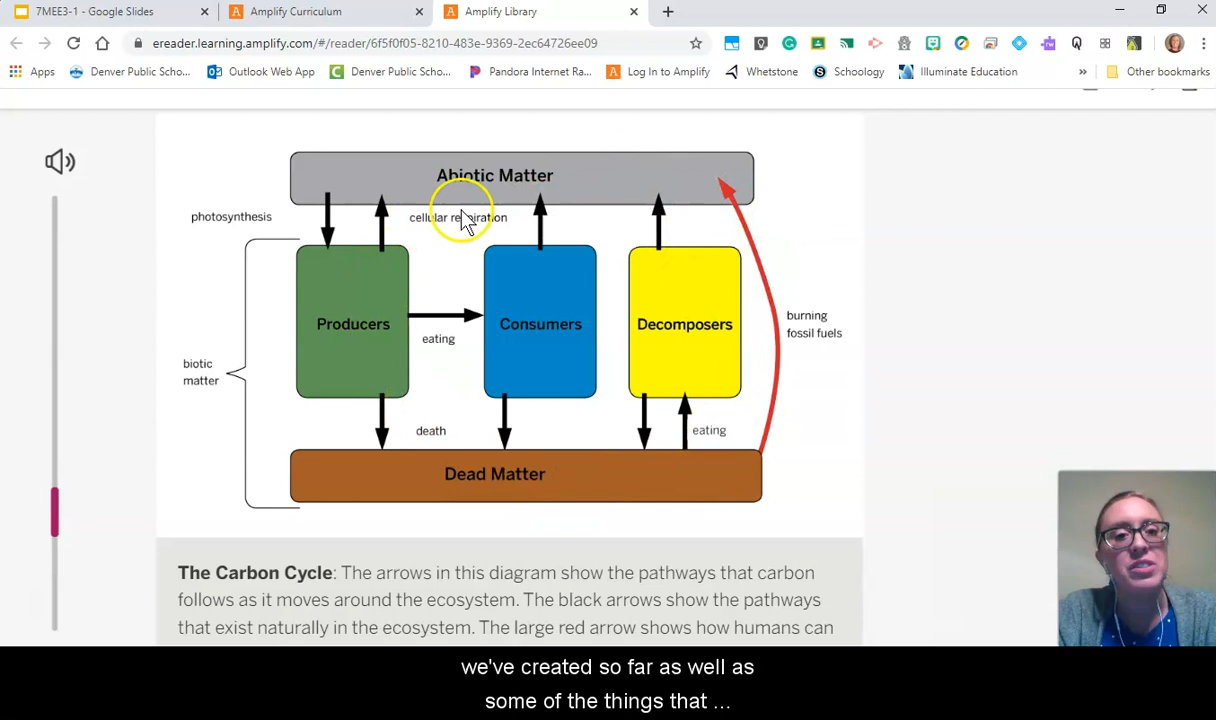 7MEE3-1 - Google Slides
Amplify Curriculum
Amplify Library
ereader.learning.amplify.com/#/reader/6f5f0f05-8210-483e-9369-2ec64726ee09
Apps
Denver Public Scho...
Outlook Web App
Denver Public Scho...
Pandora Internet Ra...
Log In to Amplify
Whetstone
Schoology
Illuminate Education
»
Other bookmarks
Abiotic Matter
photosynthesis
cellular respiration
Producers
Consumers
Decomposers
eating
burning
fossil fuels
biotic
matter
death
eating
Dead Matter
The Carbon Cycle: The arrows in this diagram show the pathways that carbon
follows as it moves around the ecosystem. The black arrows show the pathways
that exist naturally in the ecosystem. The large red arrow shows how humans can
we've created so far as well as
some of the things that ...